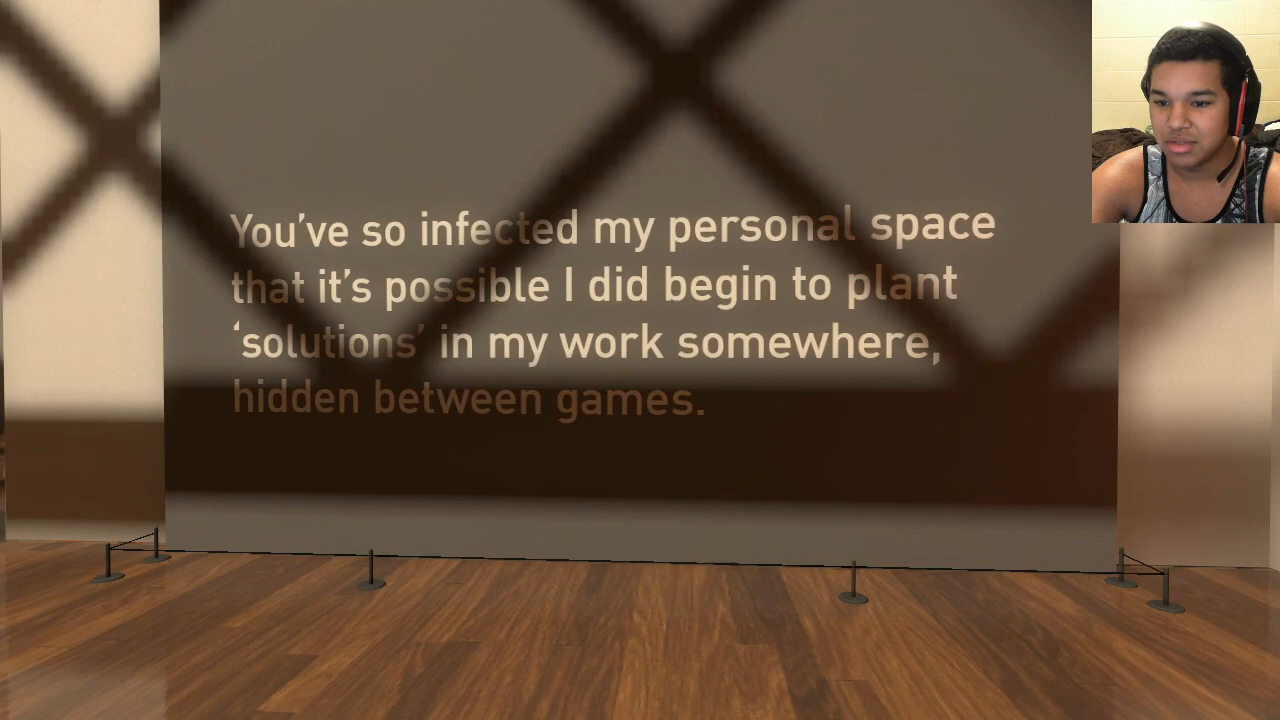 You've so infected my personal space
that it's possible I did begin to plant
‘solutions’ in my work somewhere,
hidden between games.